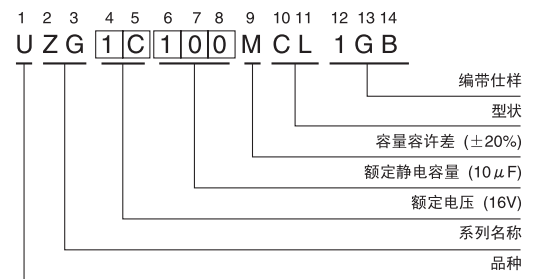 1 2 3 4 5 6 7 8 9 10 11 12 13 14
U Z G 1 C 1 0 0 M C L 1 G B
编带仕样
型状
容量容许差 (±20%)
额定静电容量 (10μF)
额定电压 (16V)
系列名称
品种